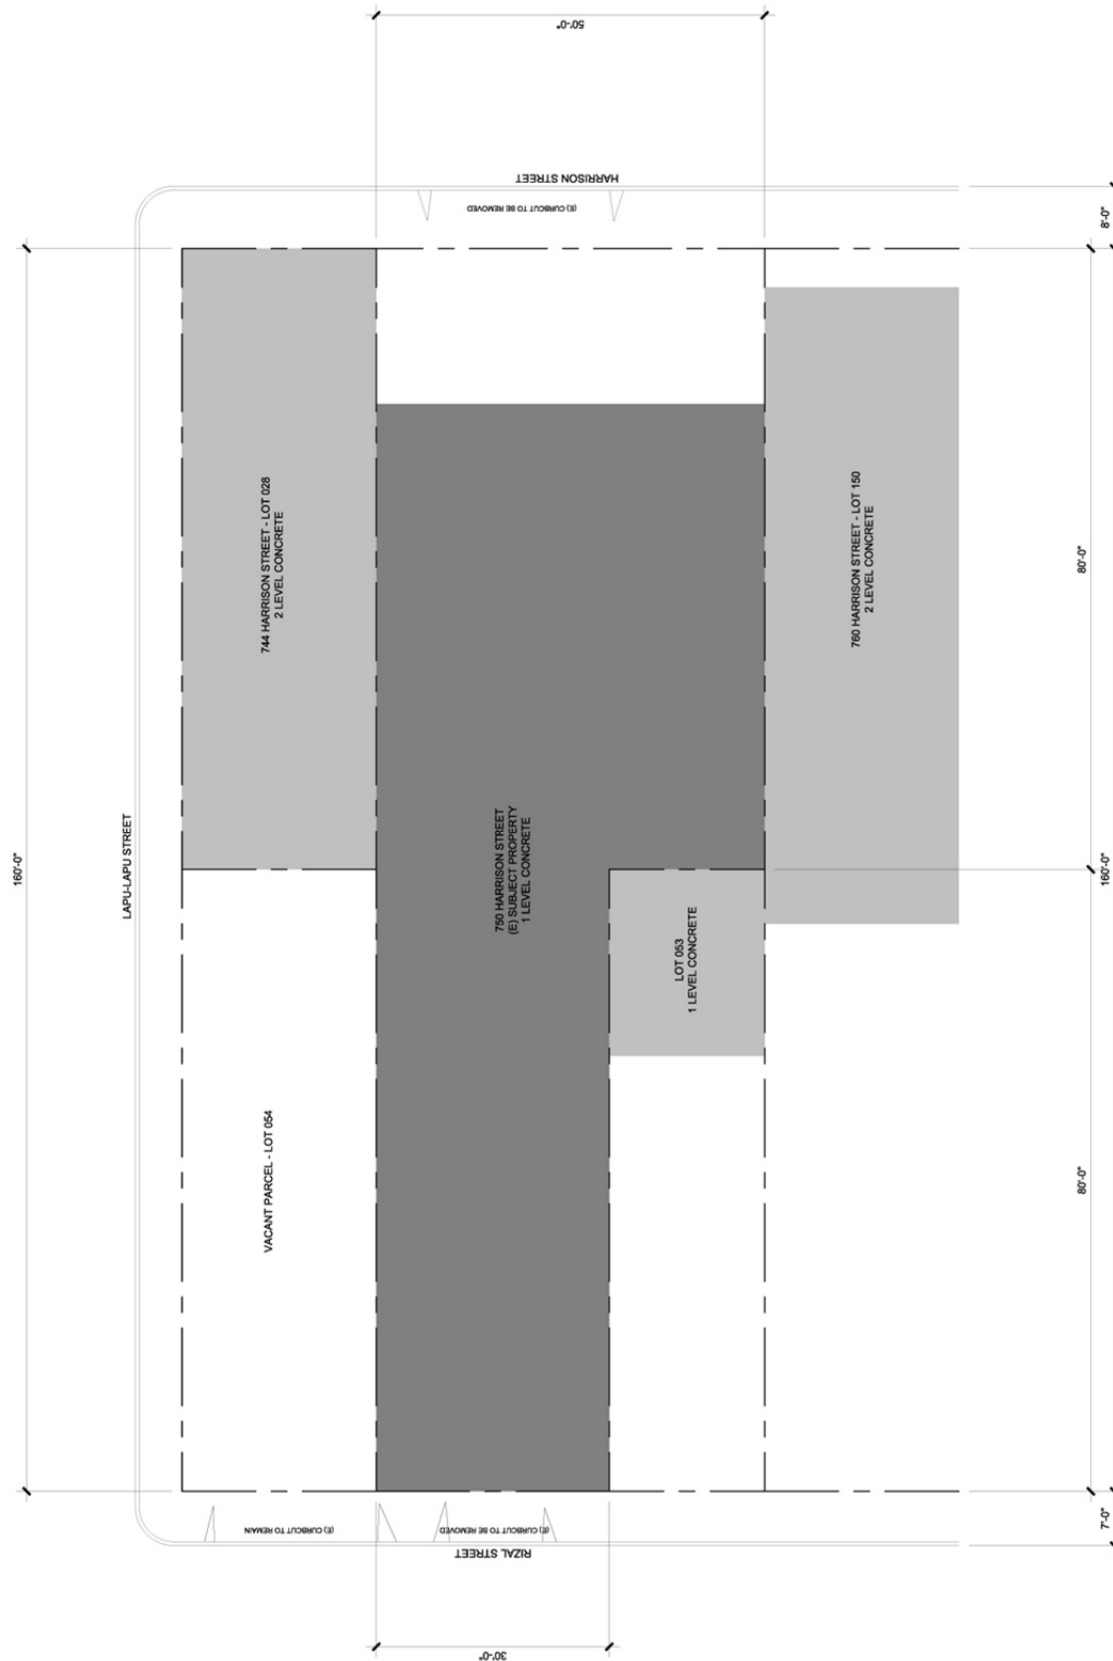 50'-0"
HARRISON STREET
(E) CURBCUT TO BE REMOVED
8'-0"
160'-0"
LAPU-LAPU STREET
744 HARRISON STREET - LOT 028
2 LEVEL CONCRETE
760 HARRISON STREET - LOT 150
2 LEVEL CONCRETE
80'-0"
750 HARRISON STREET
(E) SUBJECT PROPERTY
1 LEVEL CONCRETE
LOT 053
1 LEVEL CONCRETE
160'-0"
VACANT PARCEL - LOT 054
80'-0"
(E) CURBCUT TO REMAIN
(E) CURBCUT TO BE REMOVED
RIZAL STREET
7'-0"
30'-0"